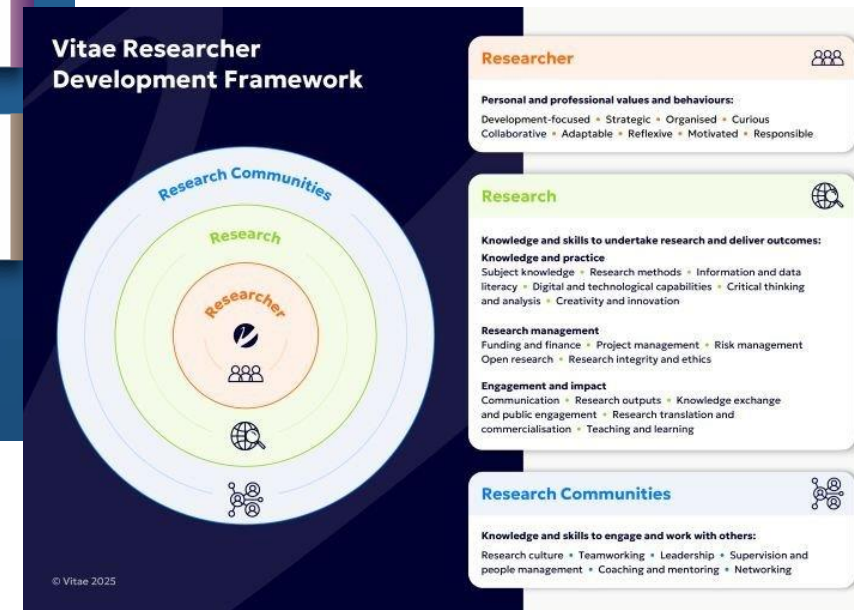 Vitae Researcher
Development Framework
Research Communities
Research
Researcher
© Vitae 2025
Researcher
Personal and professional values and behaviours:
Development-focused • Strategic • Organised • Curious
Collaborative • Adaptable • Reflexive • Motivated • Responsible
Research
Knowledge and skills to undertake research and deliver outcomes:
Knowledge and practice
Subject knowledge • Research methods • Information and data
literacy • Digital and technological capabilities • Critical thinking
and analysis • Creativity and innovation
Research management
Funding and finance • Project management • Risk management
Open research • Research integrity and ethics
Engagement and impact
Communication • Research outputs • Knowledge exchange
and public engagement • Research translation and
commercialisation • Teaching and learning
Research Communities
Knowledge and skills to engage and work with others:
Research culture • Teamworking • Leadership • Supervision and
people management • Coaching and mentoring • Networking